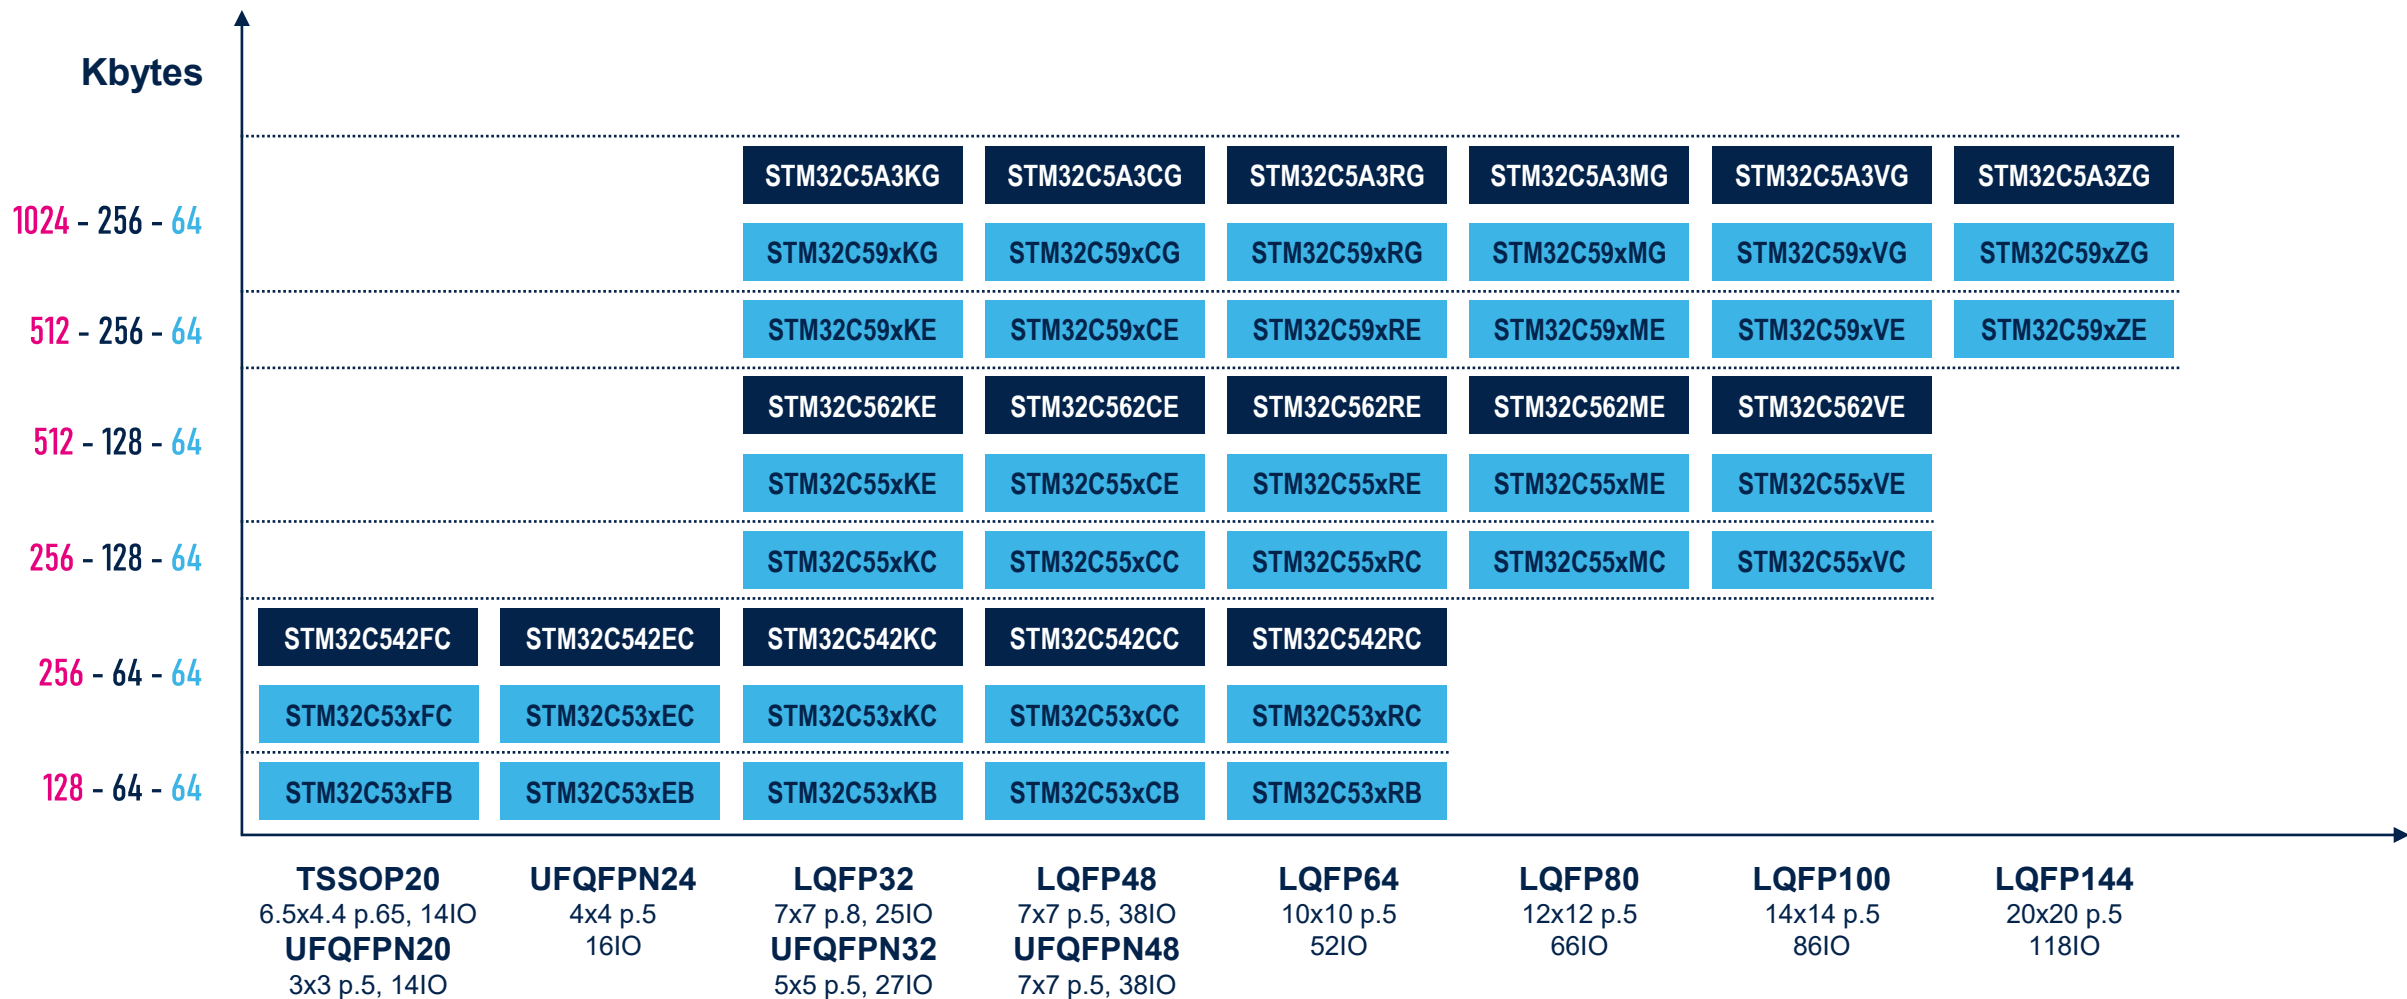 Kbytes
STM32C5A3KG STM32C5A3CG STM32C5A3RG STM32C5A3MG STM32C5A3VG STM32C5A3ZG
1024 - 256 - 64
STM32C59xKG STM32C59xCG STM32C59xRG STM32C59xMG STM32C59xVG STM32C59xZG
512 - 256 - 64 STM32C59xKE STM32C59xCE STM32C59xRE STM32C59xME STM32C59xVE STM32C59xZE
STM32C562KE STM32C562CE STM32C562RE STM32C562ME STM32C562VE
512 - 128 - 64
STM32C55xKE STM32C55xCE STM32C55xRE STM32C55xME STM32C55xVE
256 - 128 - 64 STM32C55xKC STM32C55xCC STM32C55xRC STM32C55xMC STM32C55xVC
STM32C542FC STM32C542EC STM32C542KC STM32C542CC STM32C542RC
256 - 64 - 64
STM32C53xFC STM32C53xEC STM32C53xKC STM32C53xCC STM32C53xRC
128 - 64 - 64 STM32C53xFB STM32C53xEB STM32C53xKB STM32C53xCB STM32C53xRB
TSSOP20 UFQFPN24 LQFP32 LQFP48 LQFP64 LQFP80 LQFP100 LQFP144
6.5x4.4 p.65, 14IO 4x4 p.5 7x7 p.8, 25IO 7x7 p.5, 38IO 10x10 p.5 12x12 p.5 14x14 p.5 20x20 p.5
UFQFPN20 16IO UFQFPN32 UFQFPN48 52IO 66IO 86IO 118IO
3x3 p.5, 14IO 5x5 p.5, 27IO 7x7 p.5, 38IO